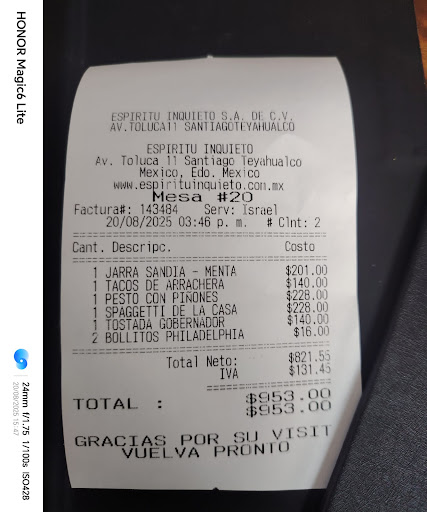 ESPIRITU INQUIETO S.A. DE C.V.
AV.TOLUCA11 SANTIAGOTEYAHUALCO
ESPIRITU INQUIETO
Av. Toluca 11 Santiago Teyahualco
Mexico, Edo. Mexico
www.espirituinquieto.com.mx
Mesa #20
Factura#: 143484 Serv: Israel
20/08/2025 03:46 p. m. # Clnt: 2
Cant. Descripc. Costo
1 JARRA SANDIA - MENTA $201.00
1 TACOS DE ARRACHERA $140.00
1 PESTO CON PIÑONES $228.00
1 SPAGGETTI DE LA CASA $228.00
1 TOSTADA GOBERNADOR $140.00
2 BOLLITOS PHILADELPHIA $16.00
Total Neto: $821.55
IVA $131.45
TOTAL : $953.00
$953.00
GRACIAS POR SU VISIT
VUELVA PRONTO
HONOR Magic6 Lite
24mm f/1.75 1/100s ISO428
20/08/2025 15:47